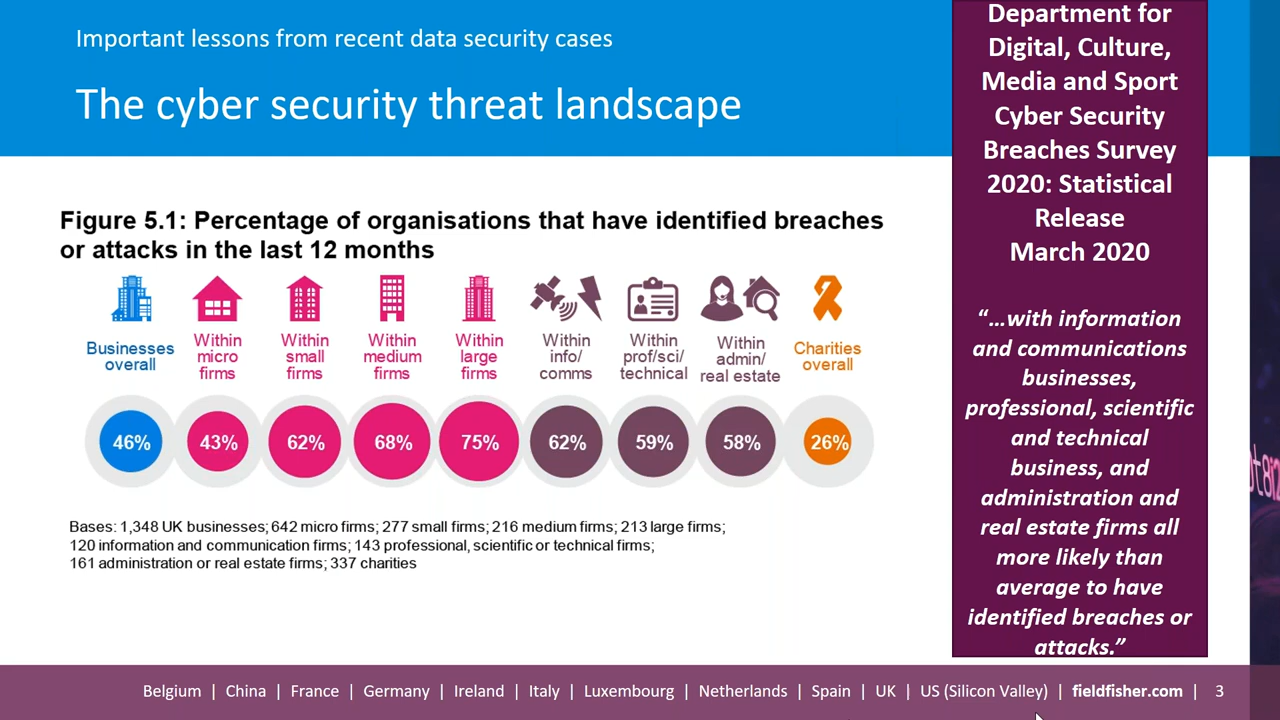 Important lessons from recent data security cases
The cyber security threat landscape
Department for
Digital, Culture,
Media and Sport
Cyber Security
Breaches Survey
2020: Statistical
Release
March 2020
“…with information
and communications
businesses,
professional, scientific
and technical
business, and
administration and
real estate firms all
more likely than
average to have
identified breaches or
attacks.”
Figure 5.1: Percentage of organisations that have identified breaches
or attacks in the last 12 months
Businesses
overall
Within
micro
firms
Within
small
firms
Within
medium
firms
Within
large
firms
Within
info/
comms
Within
prof/sci/
technical
Within
admin/
real estate
Charities
overall
46% 43% 62% 68% 75% 62% 59% 58% 26%
Bases: 1,348 UK businesses; 642 micro firms; 277 small firms; 216 medium firms; 213 large firms;
120 information and communication firms; 143 professional, scientific or technical firms;
161 administration or real estate firms; 337 charities
Belgium | China | France | Germany | Ireland | Italy | Luxembourg | Netherlands | Spain | UK | US (Silicon Valley) | fieldfisher.com | 3